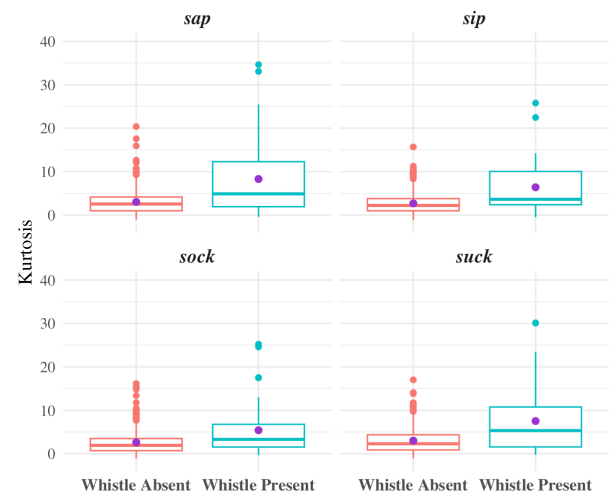 sap
sip
40
30
20
10
0
Kurtosis
sock
suck
40
30
20
10
0
Whistle Absent Whistle Present Whistle Absent Whistle Present